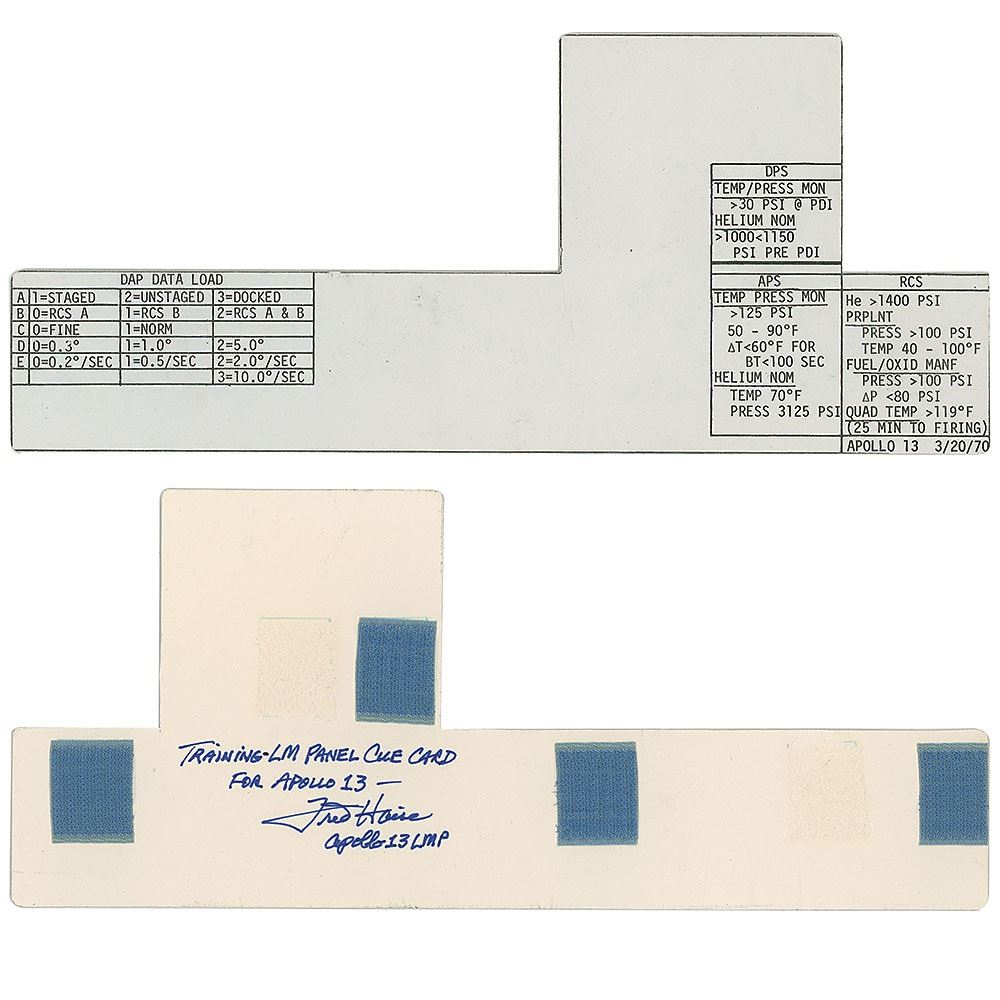 DAP DATA LOAD
A 1=STAGED 2=UNSTAGED 3=DOCKED
B 0=RCS A 1=RCS B 2=RCS A & B
C 0=FINE 1=NORM
D 0=0.3° 1=1.0° 2=5.0°
E 0=0.2°/SEC 1=0.5/SEC 2=2.0°/SEC
3=10.0°/SEC
DPS
TEMP/PRESS MON
>30 PSI @ PDI
HELIUM NOM
>1000<1150
PSI PRE PDI
APS
TEMP PRESS MON
>125 PSI
50 - 90°F
ΔT<60°F FOR
BT<100 SEC
HELIUM NOM
TEMP 70°F
PRESS 3125 PSI
RCS
He >1400 PSI
PRPLNT
PRESS >100 PSI
TEMP 40 - 100°F
FUEL/OXID MANF
PRESS >100 PSI
ΔP <80 PSI
QUAD TEMP >119°F
(25 MIN TO FIRING)
APOLLO 13 3/20/70
TRAINING-LM PANEL CUE CARD
FOR APOLLO 13 —
Fred Haise
Apollo 13 LMP